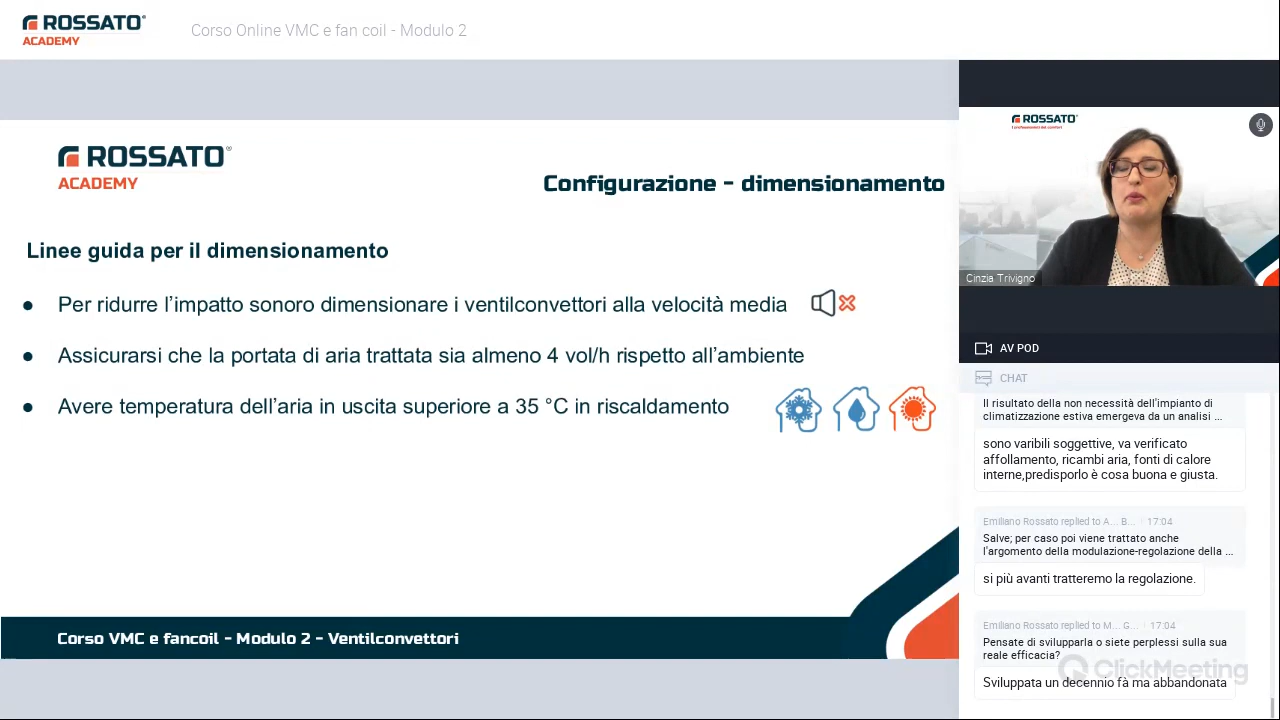 ROSSATO®
ACADEMY
Corso Online VMC e fan coil - Modulo 2
ROSSATO®
ACADEMY
Configurazione - dimensionamento
Linee guida per il dimensionamento
● Per ridurre l'impatto sonoro dimensionare i ventilconvettori alla velocità media
● Assicurarsi che la portata di aria trattata sia almeno 4 vol/h rispetto all'ambiente
● Avere temperatura dell'aria in uscita superiore a 35 °C in riscaldamento
Corso VMC e fancoil - Modulo 2 - Ventilconvettori
ROSSATO
I professionisti del comfort
Cinzia Trivigno
AV POD
CHAT
Il risultato della non necessità dell'impianto di
climatizzazione estiva emergeva da un analisi ...
sono varibili soggettive, va verificato
affollamento, ricambi aria, fonti di calore
interne,predisporlo è cosa buona e giusta.
Emiliano Rossato replied to A... B... | 17:04
Salve; per caso poi viene trattato anche
l'argomento della modulazione-regolazione della ...
si più avanti tratteremo la regolazione.
Emiliano Rossato replied to M... G... | 17:04
Pensate di svilupparla o siete perplessi sulla sua
reale efficacia?
ClickMeeting
Sviluppata un decennio fà ma abbandonata